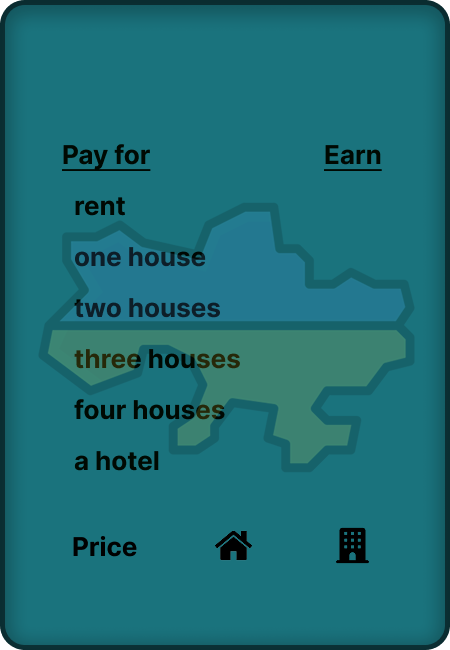 Pay for Earn
rent
one house
two houses
three houses
four houses
a hotel
Price